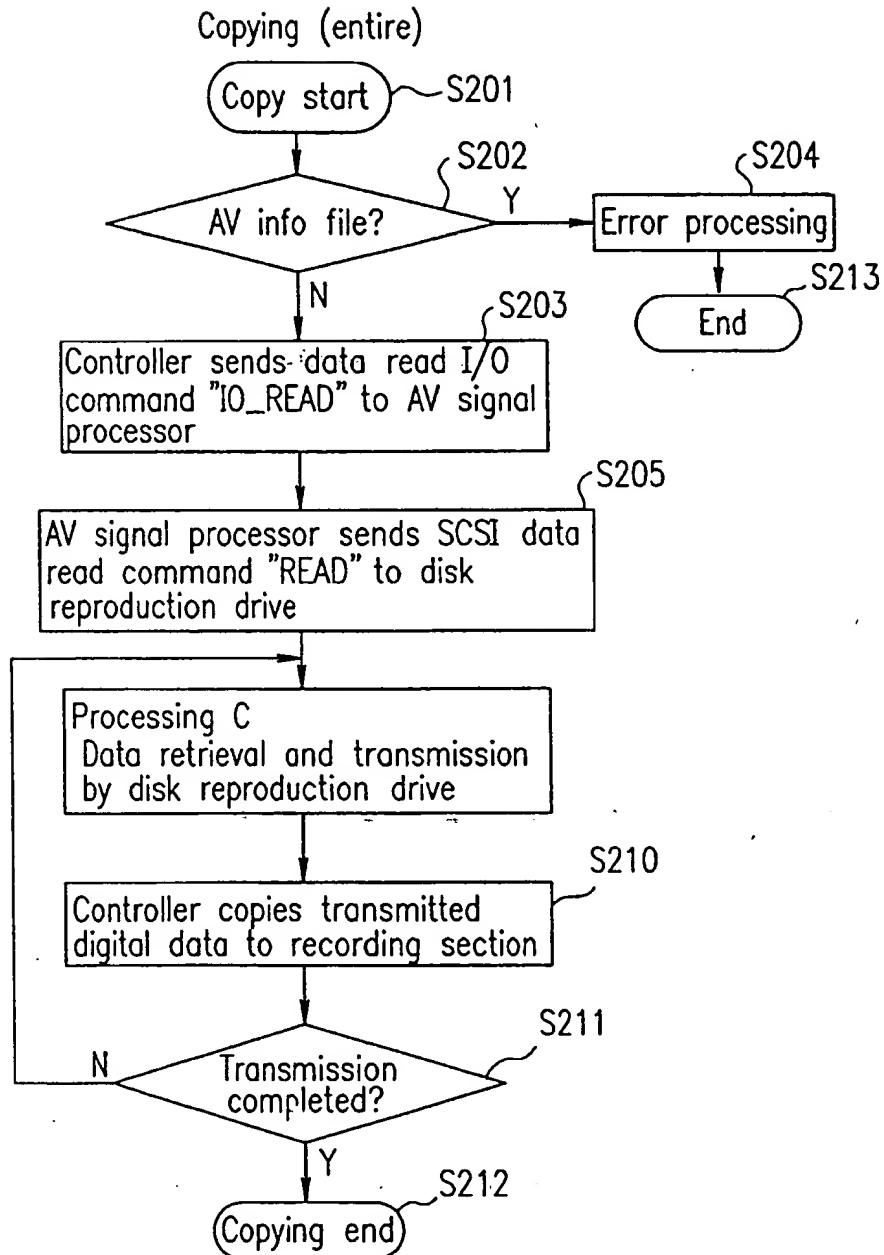 Copying (entire)
Copy start
S201
S202
AV info file?
Y
S204
Error processing
S213
End
N
S203
Controller sends data read I/O
command "IO_READ" to AV signal
processor
S205
AV signal processor sends SCSI data
read command "READ" to disk
reproduction drive
Processing C
Data retrieval and transmission
by disk reproduction drive
S210
Controller copies transmitted
digital data to recording section
S211
N
Transmission
completed?
Y
S212
Copying end